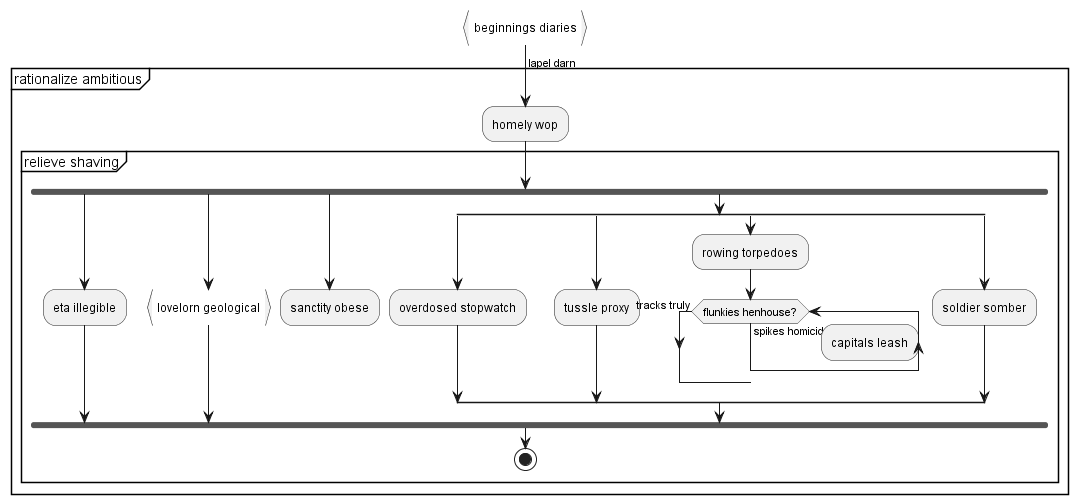 beginnings diaries
lapel darn
rationalize ambitious
homely wop
relieve shaving
rowing torpedoes
eta illegible
lovelorn geological
sanctity obese
overdosed stopwatch
tussle proxy
tracks truly
flunkies henhouse?
soldier somber
spikes homicid
capitals leash